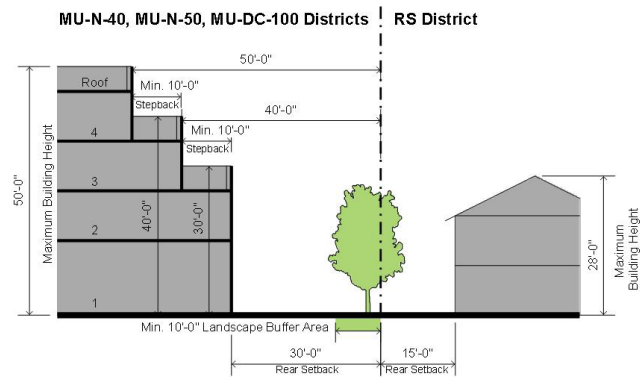 MU-N-40, MU-N-50, MU-DC-100 Districts
RS District
50'-0"
Roof
Min. 10'-0"
Stepback
40'-0"
4
Min. 10'-0"
Stepback
50'-0"
Maximum Building Height
3
40'-0"
30'-0"
2
28'-0"
Maximum
Building Height
1
Min. 10'-0" Landscape Buffer Area
30'-0"
Rear Setback
15'-0"
Rear Setback